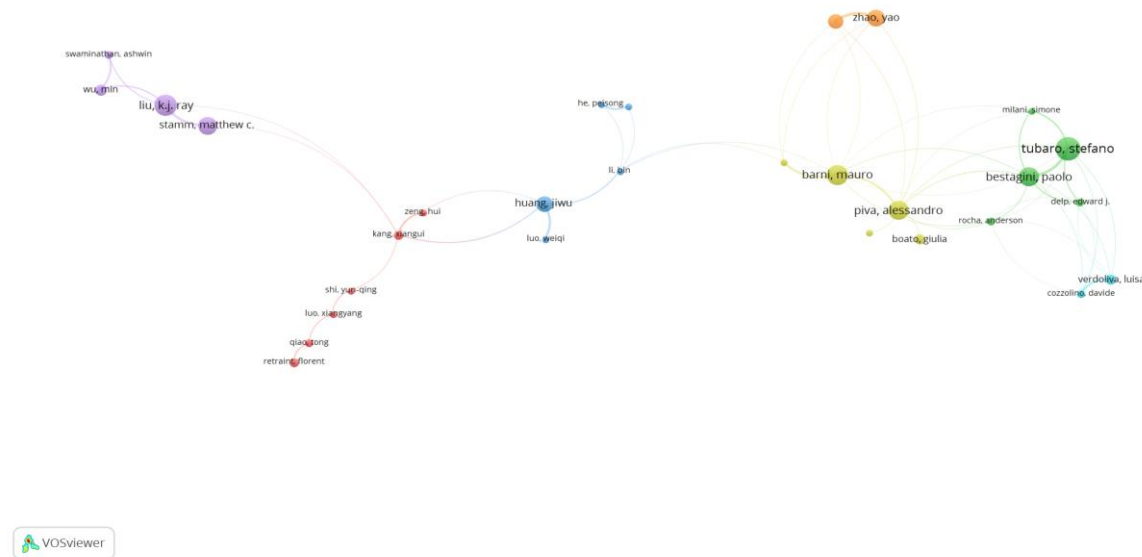 zhao, yao
swaminathan, ashwin
wu, min
liu, k.j. ray
stamm, matthew c.
he, peisong
milani, simone
tubaro, stefano
li, bin
barni, mauro
bestagini, paolo
huang, jiwu
zeng, hui
piva, alessandro
delp, edward j.
rocha, anderson
kang, xiangui
luo, weiqi
boato, giulia
verdoliva, luisa
cozzolino, davide
shi, yun-qing
luo, xiangyang
qiao, tong
retraint, florent
VOSviewer